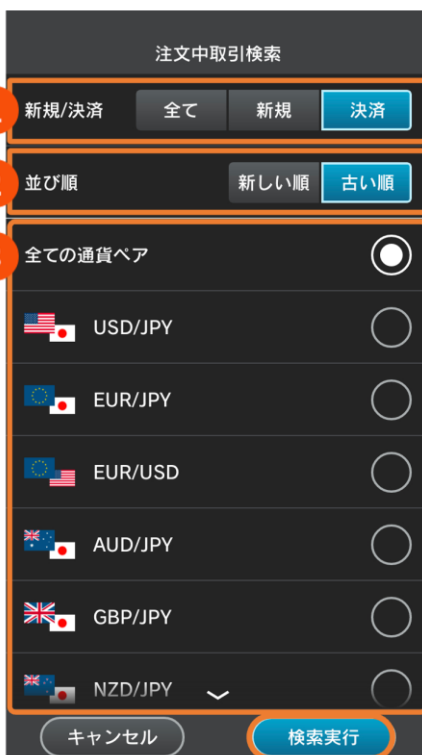 注文中取引検索
新規/決済 全て 新規 決済
並び順 新しい順 古い順
全ての通貨ペア
USD/JPY
EUR/JPY
EUR/USD
AUD/JPY
GBP/JPY
NZD/JPY
キャンセル 検索実行